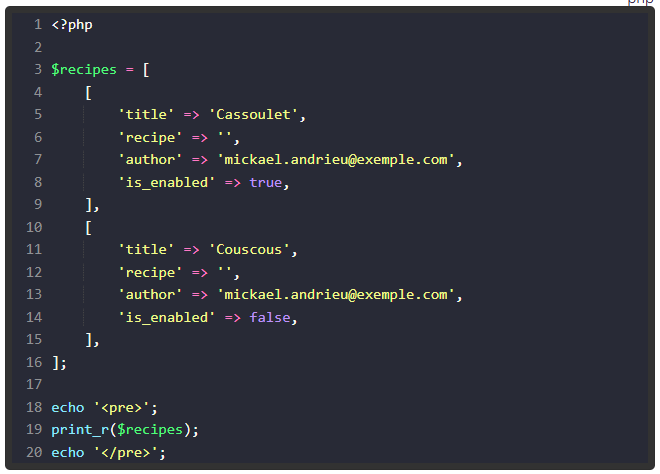 php
1 <?php
2
3 $recipes = [
4     [
5         'title' => 'Cassoulet',
6         'recipe' => '',
7         'author' => 'mickael.andrieu@exemple.com',
8         'is_enabled' => true,
9     ],
10     [
11         'title' => 'Couscous',
12         'recipe' => '',
13         'author' => 'mickael.andrieu@exemple.com',
14         'is_enabled' => false,
15     ],
16 ];
17
18 echo '<pre>';
19 print_r($recipes);
20 echo '</pre>';